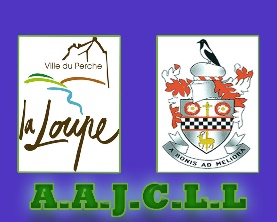 Ville du Perche
la Loupe
A BONIS AD MELIORA
A.A.J.C.L.L